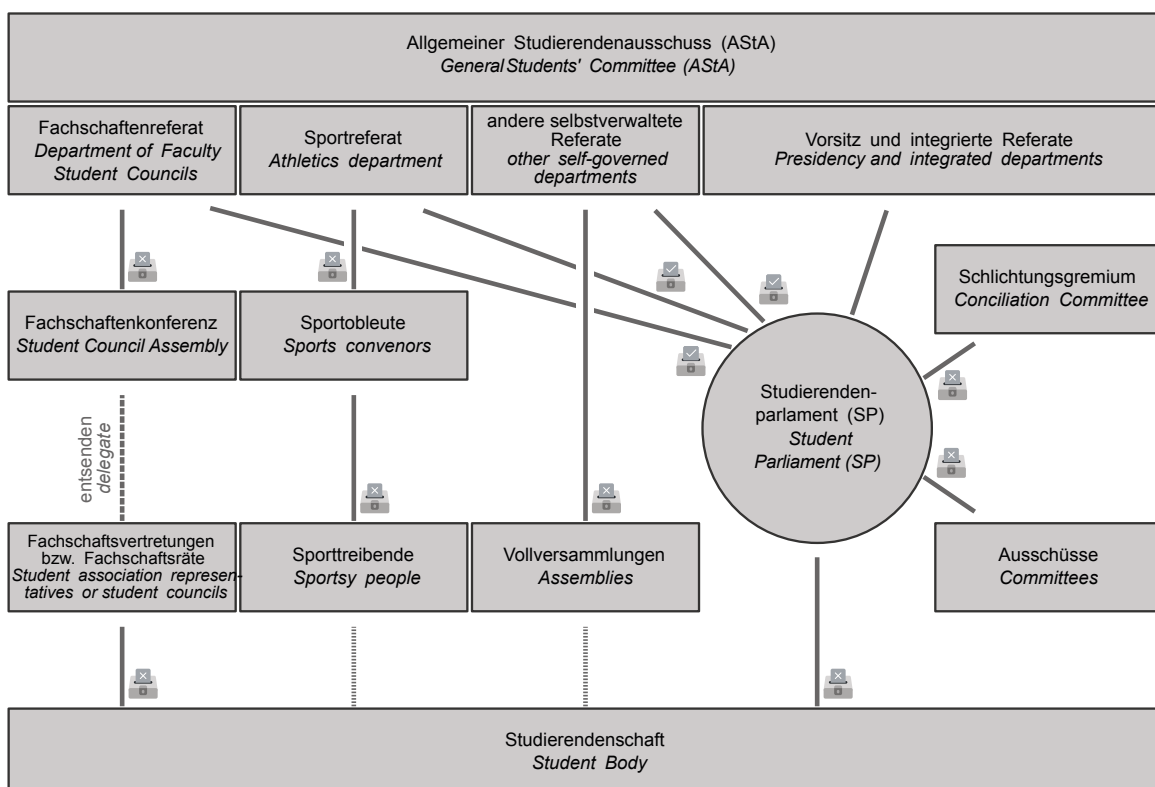 Allgemeiner Studierendenausschuss (AStA)
General Students' Committee (AStA)
Fachschaftenreferat
Department of Faculty
Student Councils
Sportreferat
Athletics department
andere selbstverwaltete
Referate
other self-governed
departments
Vorsitz und integrierte Referate
Presidency and integrated departments
Schlichtungsgremium
Conciliation Committee
Fachschaftenkonferenz
Student Council Assembly
Sportobleute
Sports convenors
Studierenden-
parlament (SP)
Student
Parliament (SP)
entsenden
delegate
Fachschaftsvertretungen
bzw. Fachschaftsräte
Student association represen-
tatives or student councils
Sporttreibende
Sportsy people
Vollversammlungen
Assemblies
Ausschüsse
Committees
Studierendenschaft
Student Body